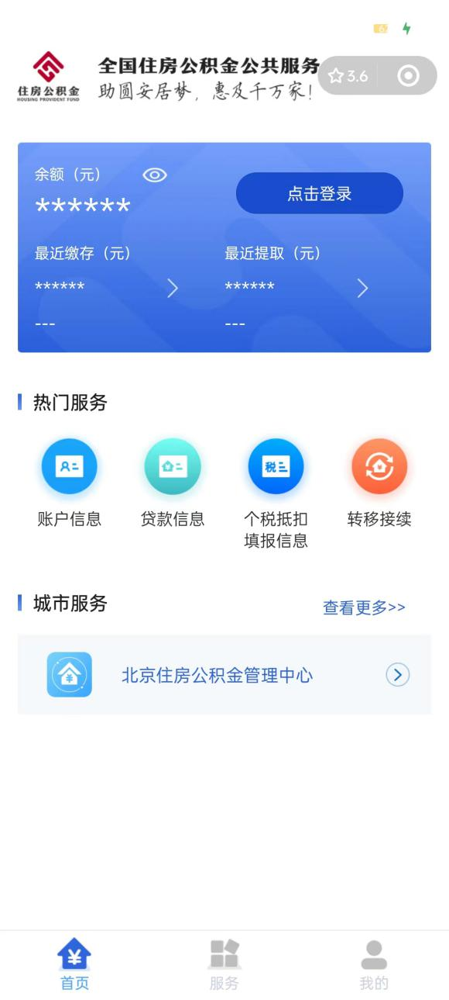 全国住房公积金公共服务
住房公积金
HOUSING PROVIDENT FUND
助圆安居梦，惠及千万家！
3.6
余额（元）
******
点击登录
最近缴存（元）
最近提取（元）
******
******
---
---
热门服务
税
账户信息
贷款信息
个税抵扣
填报信息
转移接续
城市服务
查看更多>>
¥
北京住房公积金管理中心
¥
首页
服务
我的